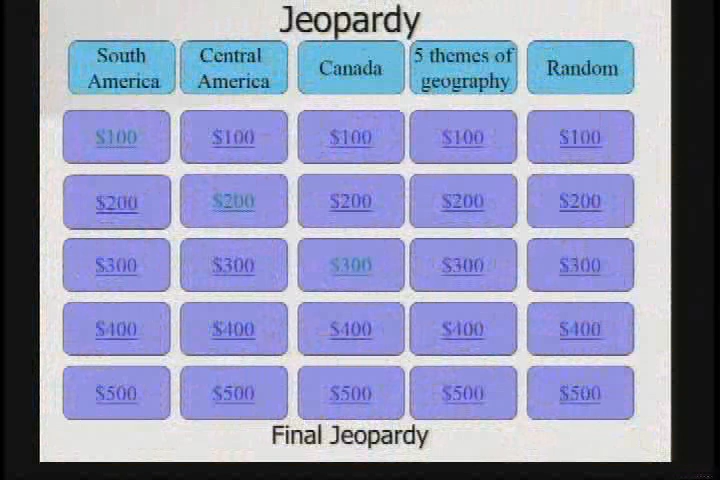 Jeopardy
South America
Central America
Canada
5 themes of geography
Random
$100 $100 $100 $100 $100
$200 $200 $200 $200 $200
$300 $300 $300 $300 $300
$400 $400 $400 $400 $400
$500 $500 $500 $500 $500
Final Jeopardy